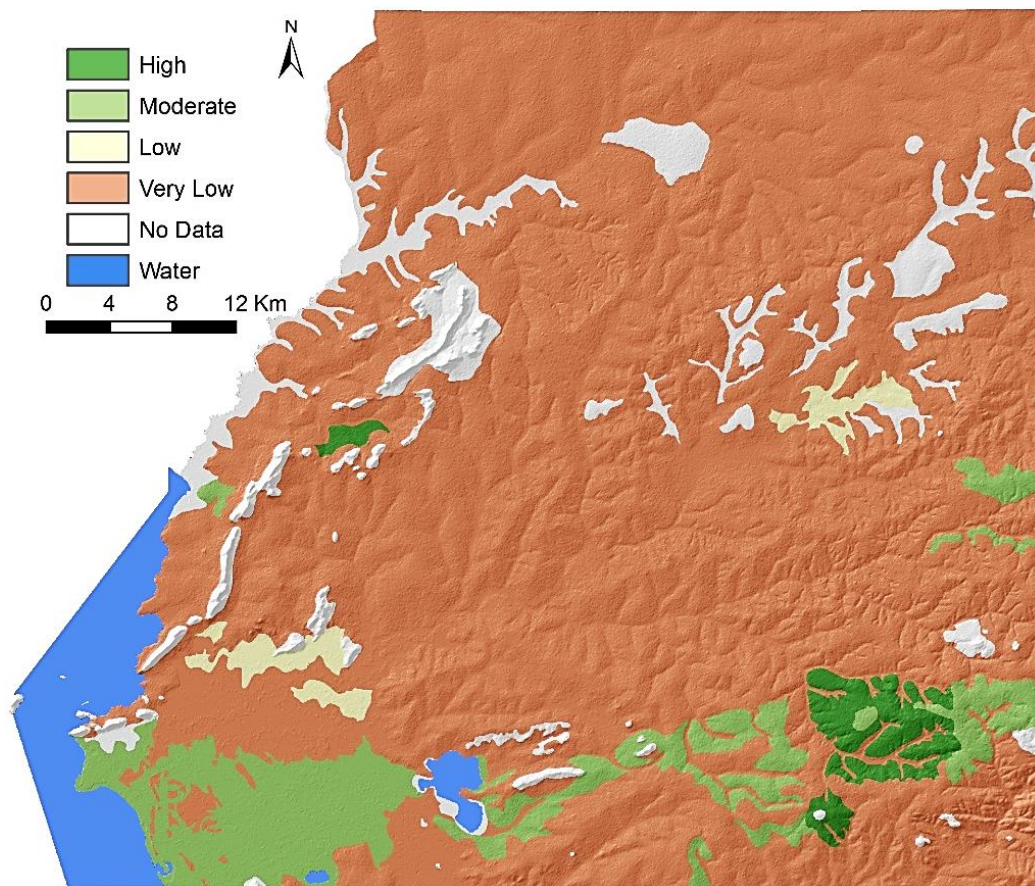 N
High
Moderate
Low
Very Low
No Data
Water
0 4 8 12 Km